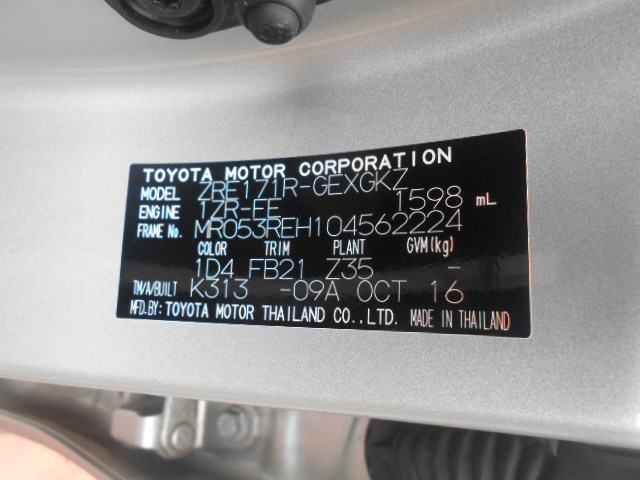 TOYOTA MOTOR CORPORATION
MODEL ZRE171R-GEXGKZ
ENGINE 1ZR-FE 1598 mL
FRAME No. MR053REH104562224
COLOR TRIM PLANT GVM(kg)
1D4 FB21 Z35 -
TM/A/BUILT K313 -09A OCT 16
MFD.BY: TOYOTA MOTOR THAILAND CO.,LTD. MADE IN THAILAND